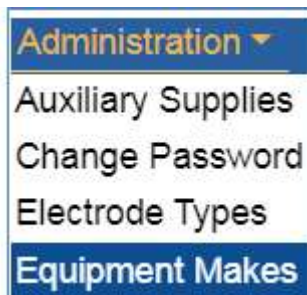 Administration
Auxiliary Supplies
Change Password
Electrode Types
Equipment Makes